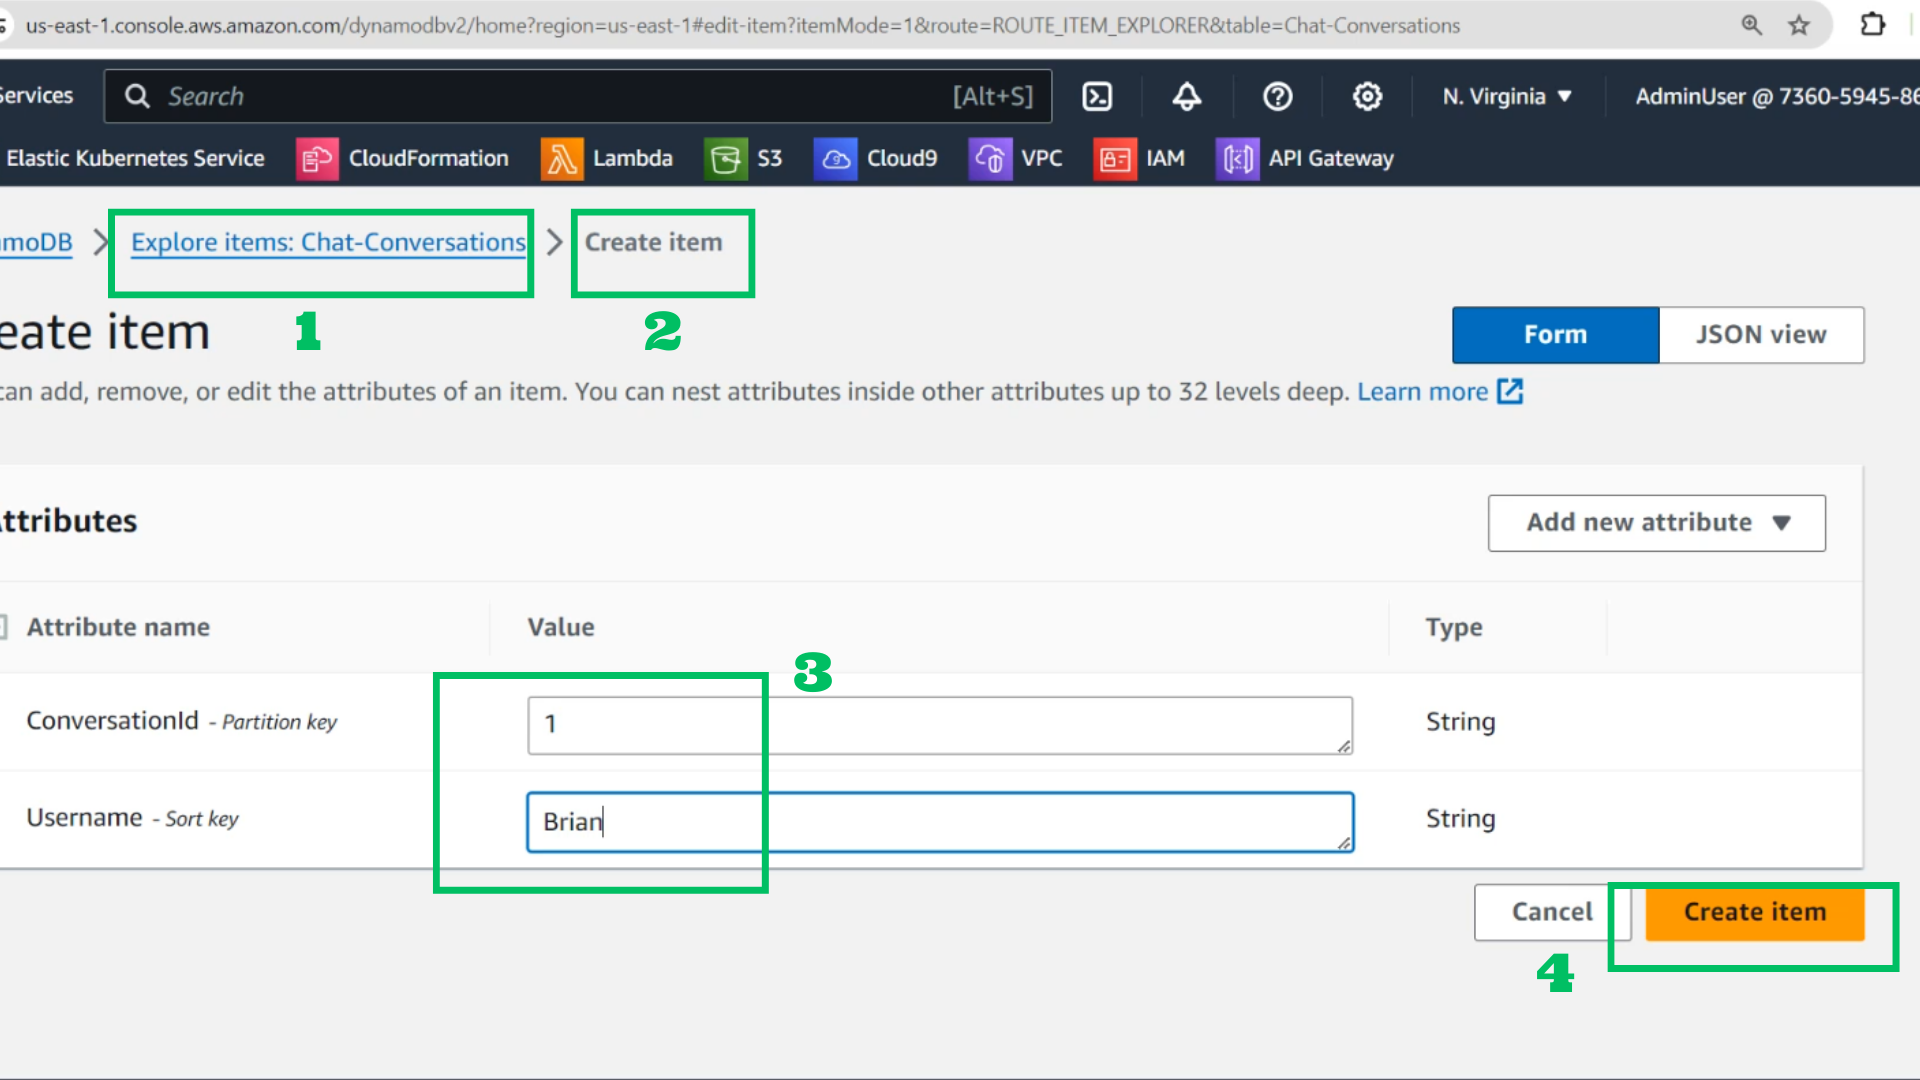 us-east-1.console.aws.amazon.com/dynamodbv2/home?region=us-east-1#edit-item?itemMode=1&route=ROUTE_ITEM_EXPLORER&table=Chat-Conversations
Services Search [Alt+S] N. Virginia ▼ AdminUser @ 7360-5945-86
Elastic Kubernetes Service CloudFormation Lambda S3 Cloud9 VPC IAM API Gateway
moDB > Explore items: Chat-Conversations > Create item
1 2
eate item
Form JSON view
can add, remove, or edit the attributes of an item. You can nest attributes inside other attributes up to 32 levels deep. Learn more
ttributes
Add new attribute ▼
Attribute name Value Type
3
ConversationId - Partition key 1 String
Username - Sort key Brian String
Cancel Create item
4